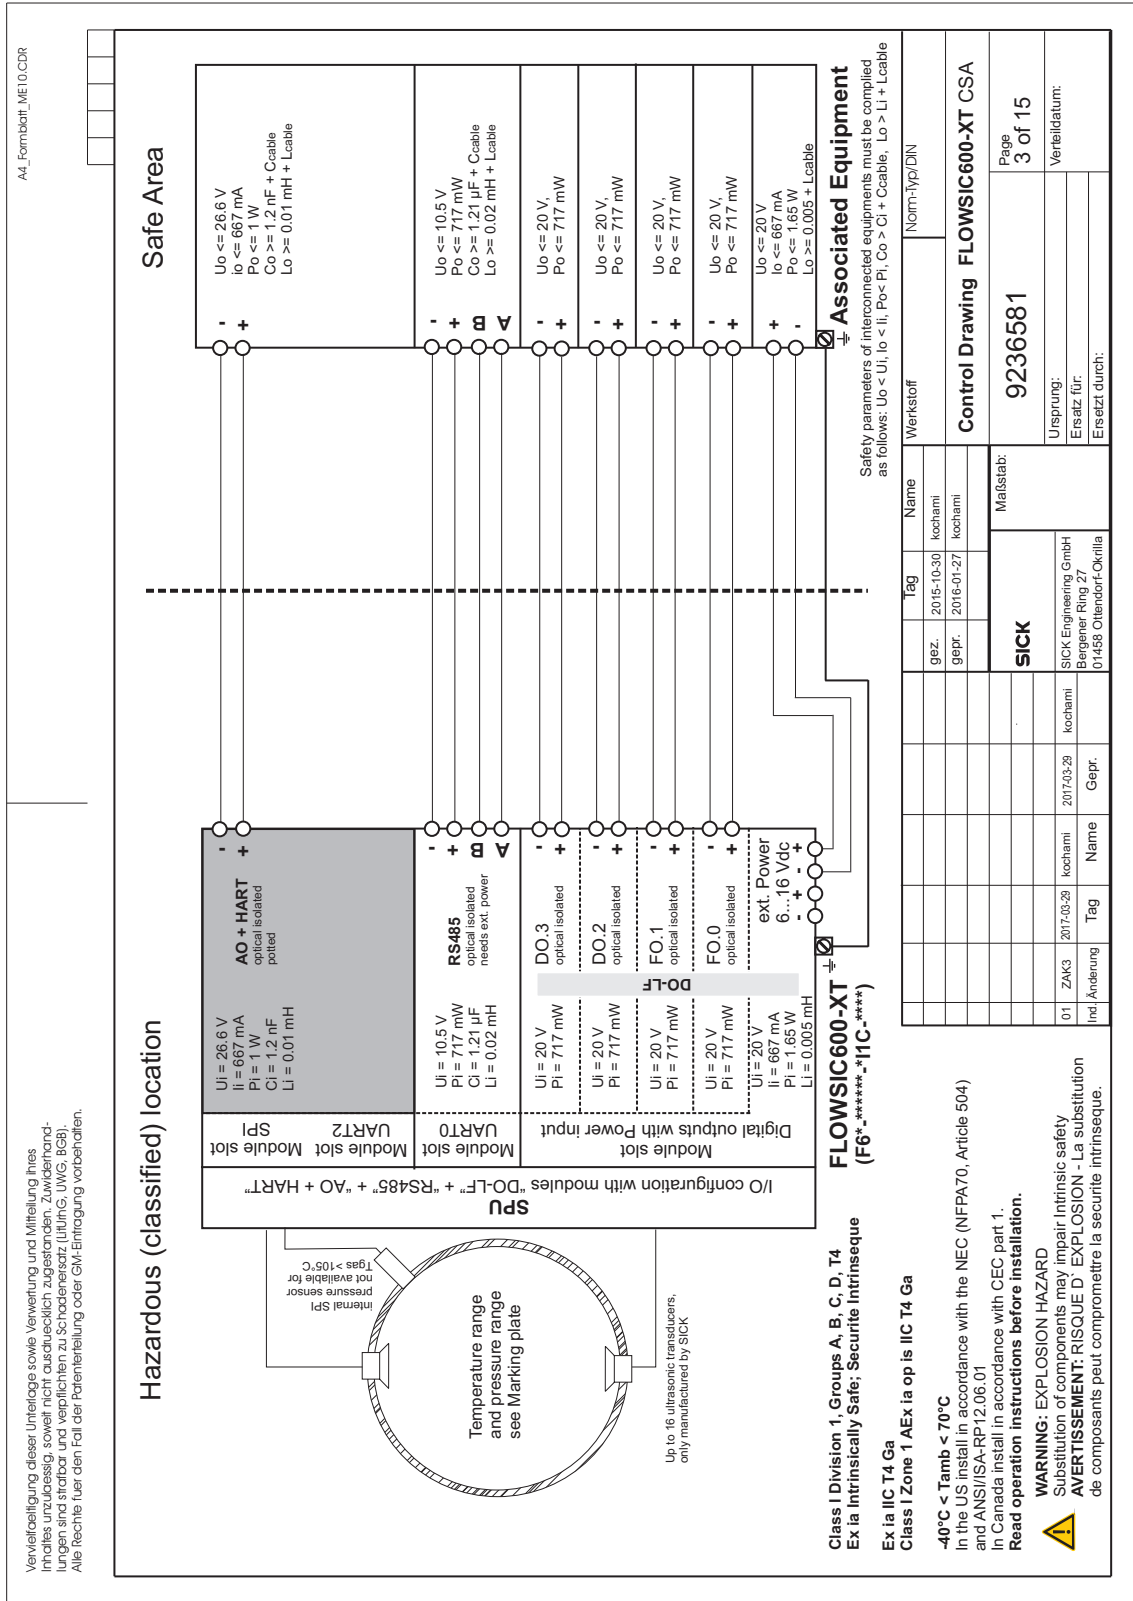 Vervielfaeltigung dieser Unterlage sowie Verwertung und Mitteilung ihres
Inhaltes unzulaessig, soweit nicht ausdruecklich zugestanden. Zuwiderhand-
lungen sind strafbar und verpflichten zu Schadenersatz (LitUrhG, UWG, BGB).
Alle Rechte fuer den Fall der Patenterteilung oder GM-Eintragung vorbehalten.
A4_Formblatt_ME10.CDR
Hazardous (classified) location
Safe Area
Temperature range
and pressure range
see Marking plate
internal SPI
pressure sensor
not available for
Tgas >105°C
Up to 16 ultrasonic transducers,
only manufactured by SICK
SPU
I/O configuration with modules "DO-LF" + "RS485" + "AO + HART"
Module slot
SPI
Module slot
UART2
Module slot
UART0
Module slot
Digital outputs with Power input
Ui = 26.6 V
Ii = 667 mA
Pi = 1 W
Ci = 1.2 nF
Li = 0.01 mH
AO + HART
optical isolated
potted
-
+
Ui = 10.5 V
Pi = 717 mW
Ci = 1.21 µF
Li = 0.02 mH
RS485
optical isolated
needs ext. power
-
+
B
A
Ui = 20 V
Pi = 717 mW
DO.3
optical isolated
-
+
Ui = 20 V
Pi = 717 mW
DO.2
optical isolated
-
+
DO-LF
Ui = 20 V
Pi = 717 mW
FO.1
optical isolated
-
+
Ui = 20 V
Pi = 717 mW
FO.0
optical isolated
-
+
Ui = 20 V
Ii = 667 mA
Pi = 1.65 W
Li = 0.005 mH
ext. Power
6...16 Vdc
- + - +
FLOWSIC600-XT
(F6*-******-*I1C-****)
-
+
Uo <= 26.6 V
io <= 667 mA
Po <= 1 W
Co >= 1.2 nF + Ccable
Lo >= 0.01 mH + Lcable
-
+
B
A
Uo <= 10.5 V
Po <= 717 mW
Co >= 1.21 µF + Ccable
Lo >= 0.02 mH + Lcable
-
+
Uo <= 20 V,
Po <= 717 mW
-
+
Uo <= 20 V,
Po <= 717 mW
-
+
Uo <= 20 V,
Po <= 717 mW
-
+
Uo <= 20 V,
Po <= 717 mW
+
-
Uo <= 20 V
Io <= 667 mA
Po <= 1.65 W
Lo >= 0.005 + Lcable
Associated Equipment
Safety parameters of interconnected equipments must be complied
as follows: Uo < Ui, Io < Ii, Po< Pi, Co > Ci + Ccable, Lo > Li + Lcable
Class I Division 1, Groups A, B, C, D, T4
Ex ia Intrinsically Safe; Securite Intrinseque
Ex ia IIC T4 Ga
Class I Zone 1 AEx ia op is IIC T4 Ga
-40°C < Tamb < 70°C
In the US install in accordance with the NEC (NFPA70, Article 504)
and ANSI/ISA-RP12.06.01
In Canada install in accordance with CEC part 1.
Read operation instructions before installation.
WARNING: EXPLOSION HAZARD
Substitution of components may impair Intrinsic safety
AVERTISSEMENT: RISQUE D` EXPLOSION - La substitution
de composants peut compromettre la securite intrinseque.
01 ZAK3 2017-03-29 kochami 2017-03-29 kochami
Ind. Änderung Tag Name Gepr.
Tag Name
gez. 2015-10-30 kochami
gepr. 2016-01-27 kochami
SICK
Maßstab:
SICK Engineering GmbH
Bergener Ring 27
01458 Ottendorf-Okrilla
Werkstoff
Norm-Typ/DIN
Control Drawing FLOWSIC600-XT CSA
9236581
Page
3 of 15
Ursprung:
Ersatz für:
Ersetzt durch:
Verteildatum: